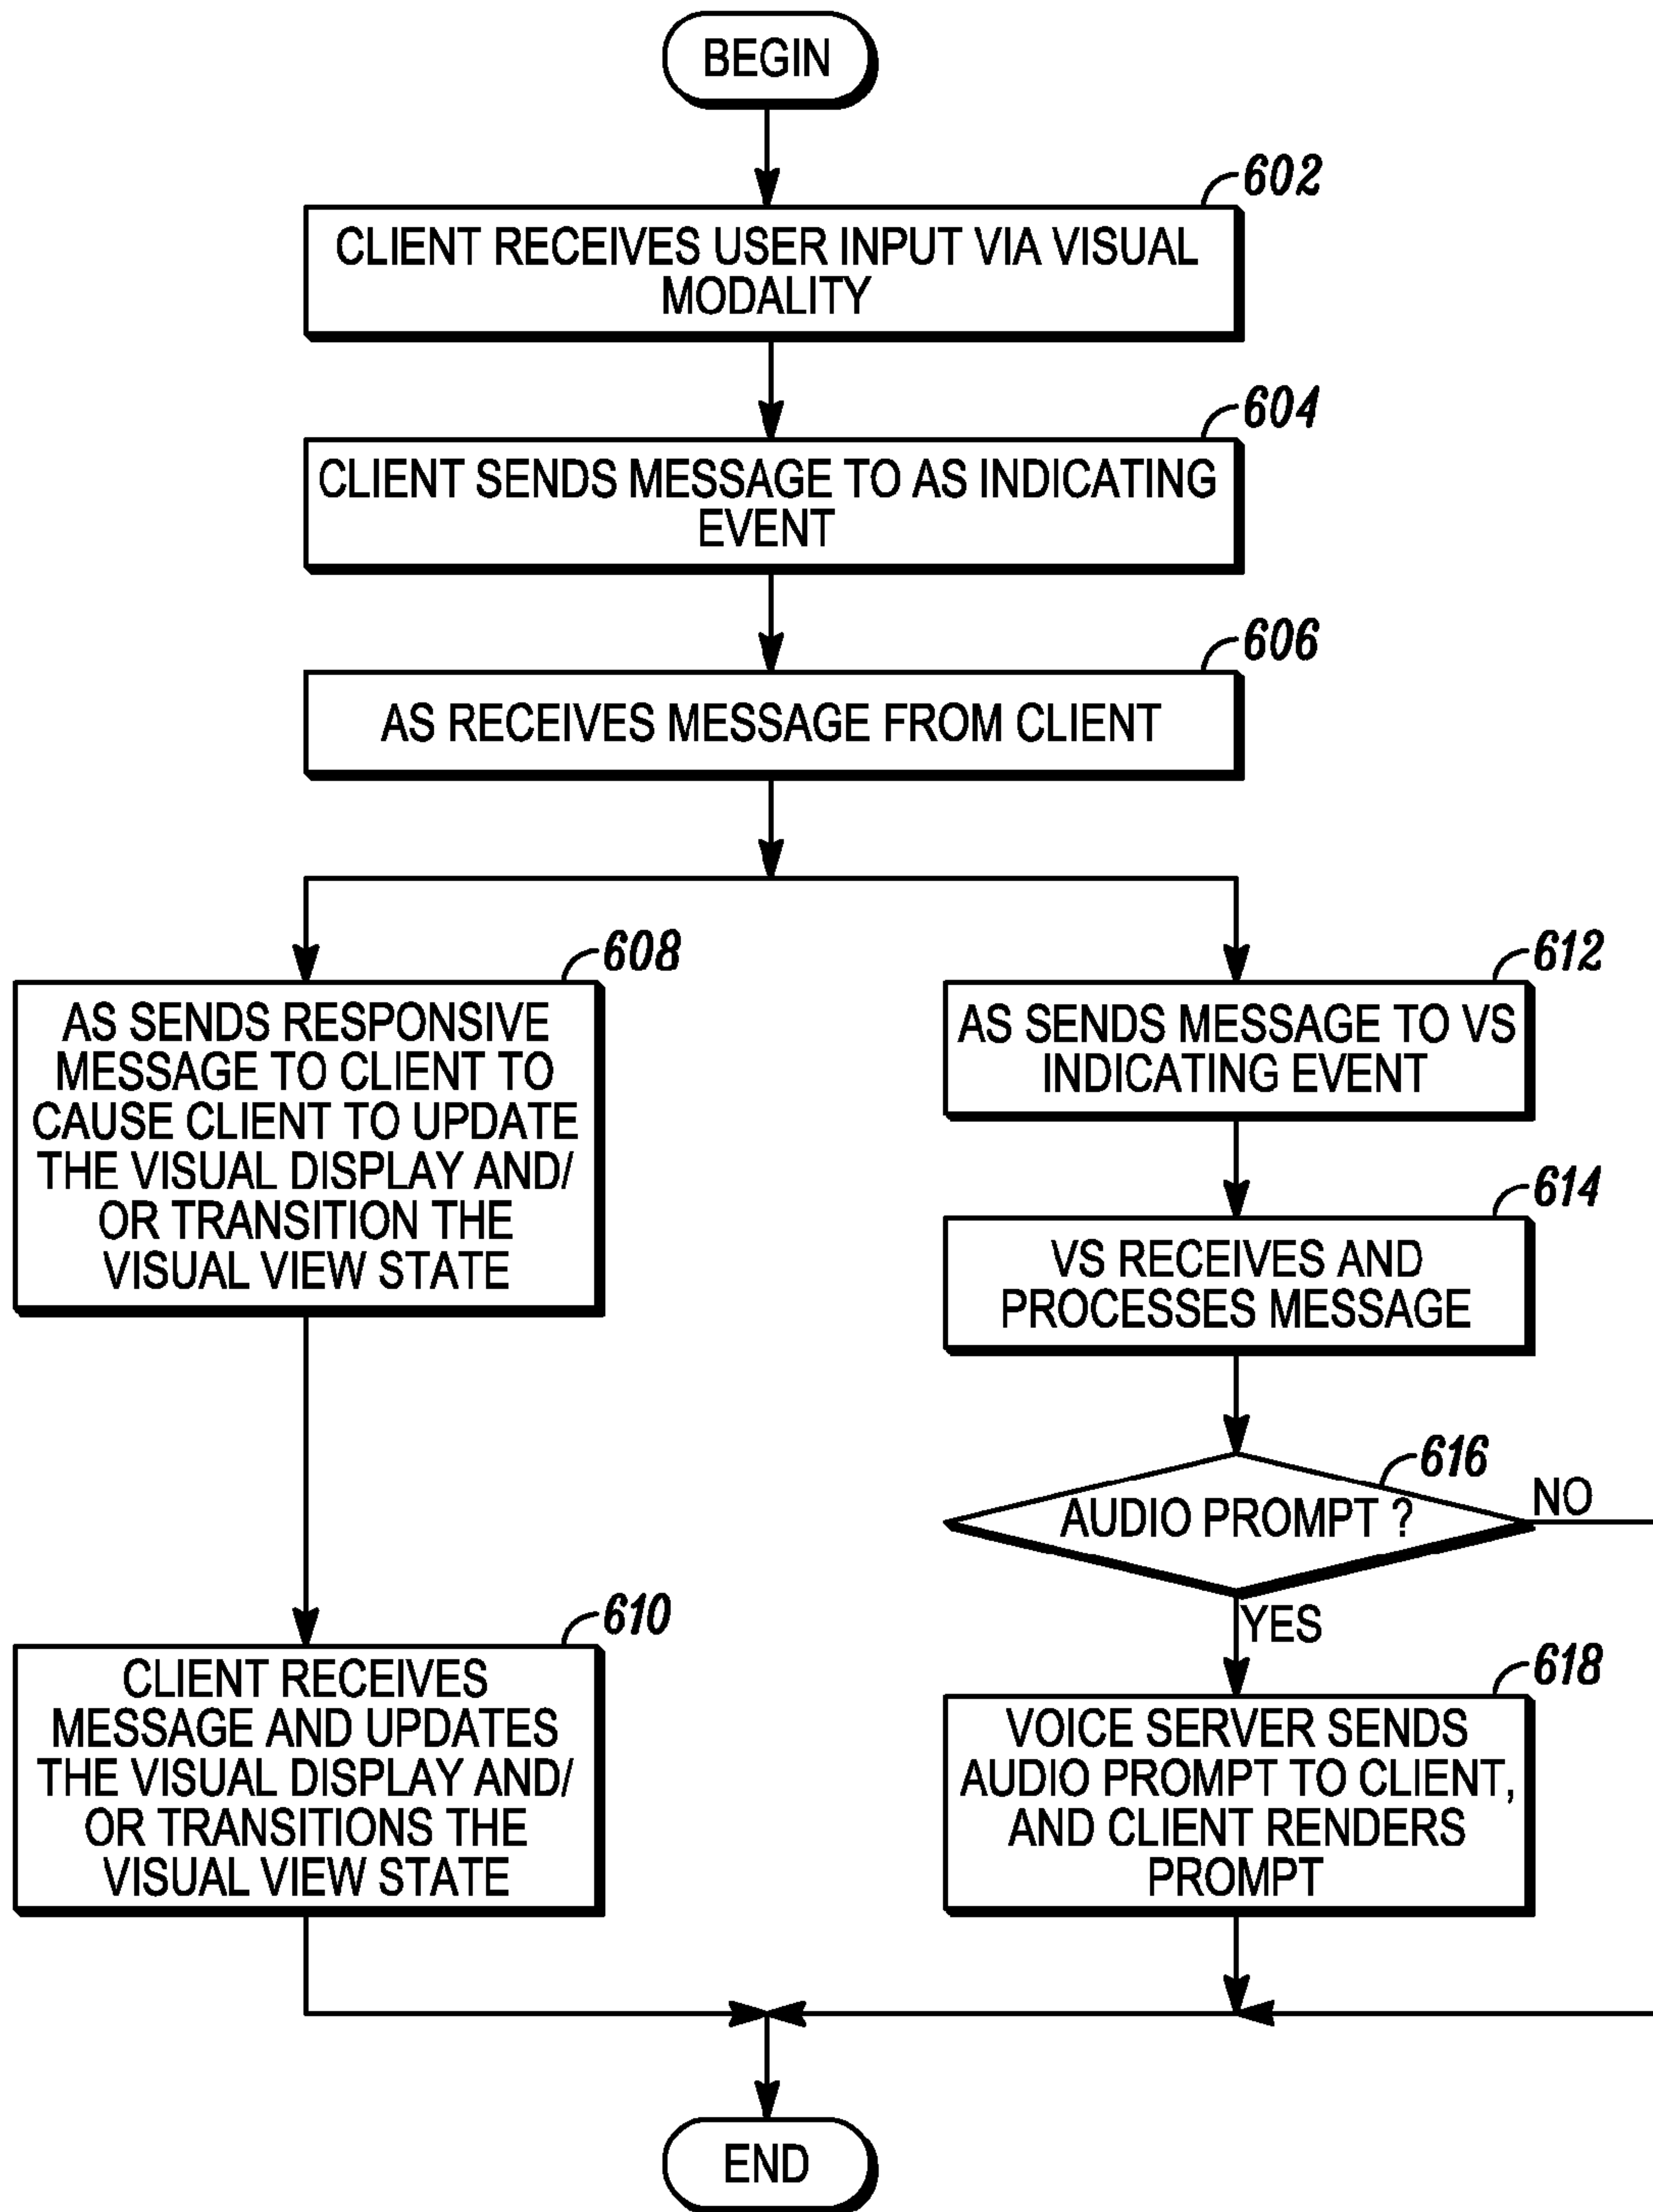 BEGIN
602
CLIENT RECEIVES USER INPUT VIA VISUAL
MODALITY
604
CLIENT SENDS MESSAGE TO AS INDICATING
EVENT
606
AS RECEIVES MESSAGE FROM CLIENT
608
AS SENDS RESPONSIVE
MESSAGE TO CLIENT TO
CAUSE CLIENT TO UPDATE
THE VISUAL DISPLAY AND/
OR TRANSITION THE
VISUAL VIEW STATE
610
CLIENT RECEIVES
MESSAGE AND UPDATES
THE VISUAL DISPLAY AND/
OR TRANSITIONS THE
VISUAL VIEW STATE
612
AS SENDS MESSAGE TO VS
INDICATING EVENT
614
VS RECEIVES AND
PROCESSES MESSAGE
616
AUDIO PROMPT ?
NO
YES
618
VOICE SERVER SENDS
AUDIO PROMPT TO CLIENT,
AND CLIENT RENDERS
PROMPT
END